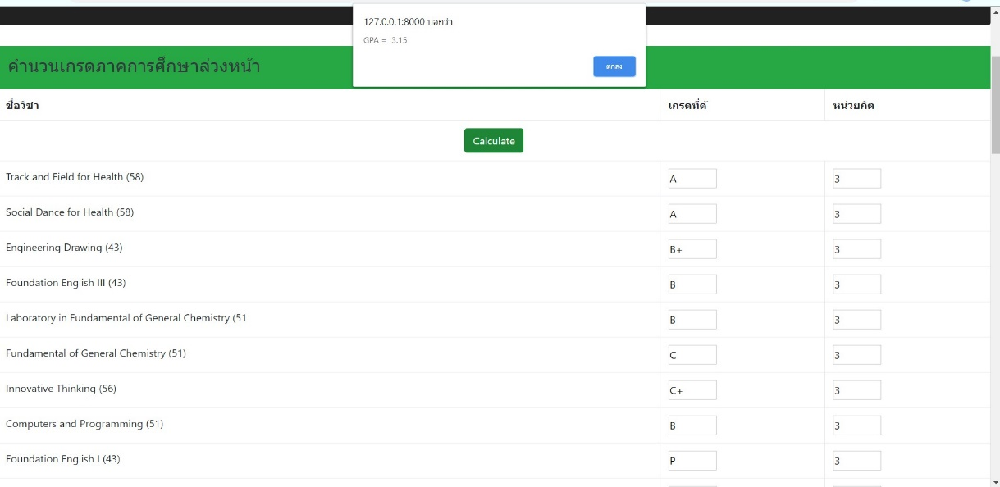 127.0.0.1:8000 บอกว่า
GPA = 3.15
ตกลง
คำนวนเกรดภาคการศึกษาล่วงหน้า
ชื่อวิชา เกรดที่ได้ หน่วยกิต
Calculate
Track and Field for Health (58) A 3
Social Dance for Health (58) A 3
Engineering Drawing (43) B+ 3
Foundation English III (43) B 3
Laboratory in Fundamental of General Chemistry (51 B 3
Fundamental of General Chemistry (51) C 3
Innovative Thinking (56) C+ 3
Computers and Programming (51) B 3
Foundation English I (43) P 3